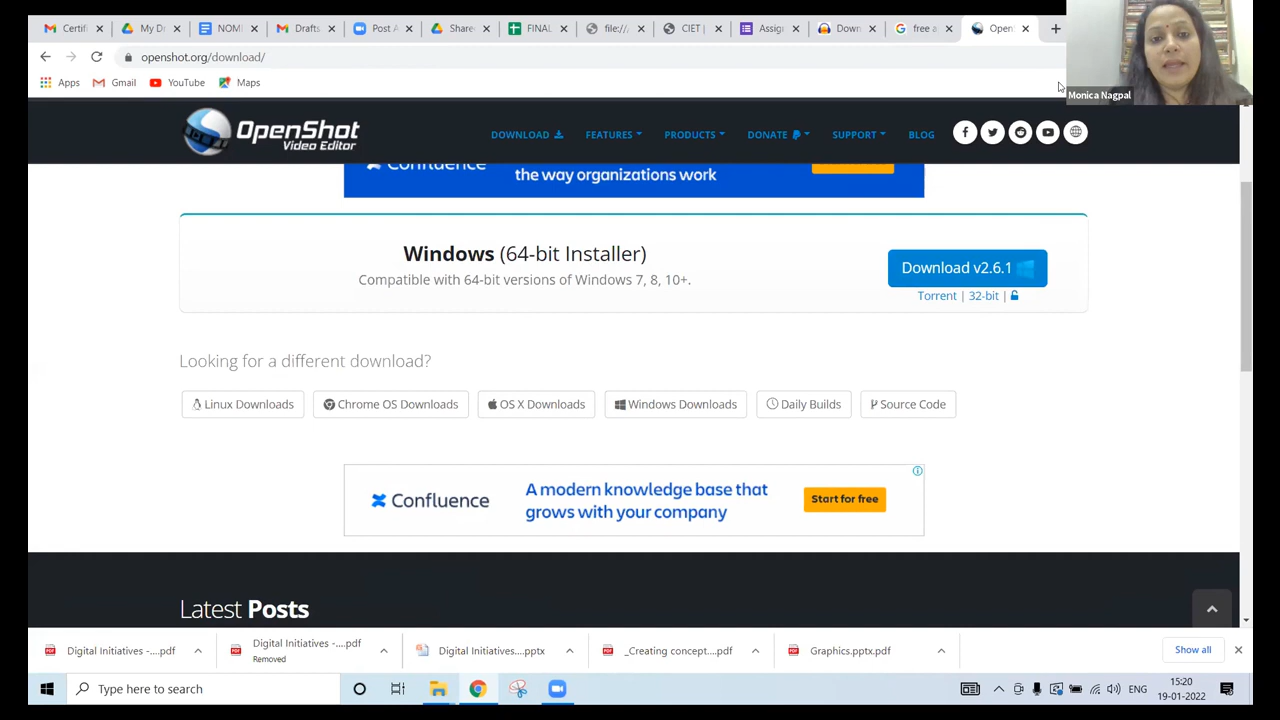 Certifi
My D
NOMI
Drafts
Post A
Share
FINAL
file://
CIET
Assig
Down
free a
Open
openshot.org/download/
Apps
Gmail
YouTube
Maps
Monica Nagpal
OpenShot
Video Editor
DOWNLOAD
FEATURES
PRODUCTS
DONATE
SUPPORT
BLOG
Confluence
the way organizations work
Windows (64-bit Installer)
Compatible with 64-bit versions of Windows 7, 8, 10+.
Download v2.6.1
Torrent | 32-bit |
Looking for a different download?
Linux Downloads
Chrome OS Downloads
OS X Downloads
Windows Downloads
Daily Builds
Source Code
Confluence
A modern knowledge base that
grows with your company
Start for free
Latest Posts
Digital Initiatives -....pdf
Digital Initiatives -....pdf
Removed
Digital Initiatives....pptx
_Creating concept....pdf
Graphics.pptx.pdf
Show all
Type here to search
ENG
15:20
19-01-2022